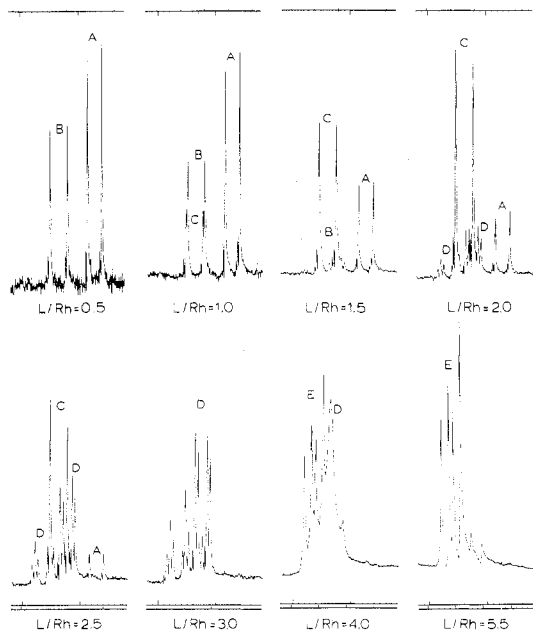 A
B
L/Rh=0.5
A
B
C
L/Rh=1.0
C
A
B
L/Rh=1.5
C
A
D
D
L/Rh=2.0
C
D
D
A
L/Rh=2.5
D
L/Rh=3.0
E
D
L/Rh=4.0
E
L/Rh=5.5